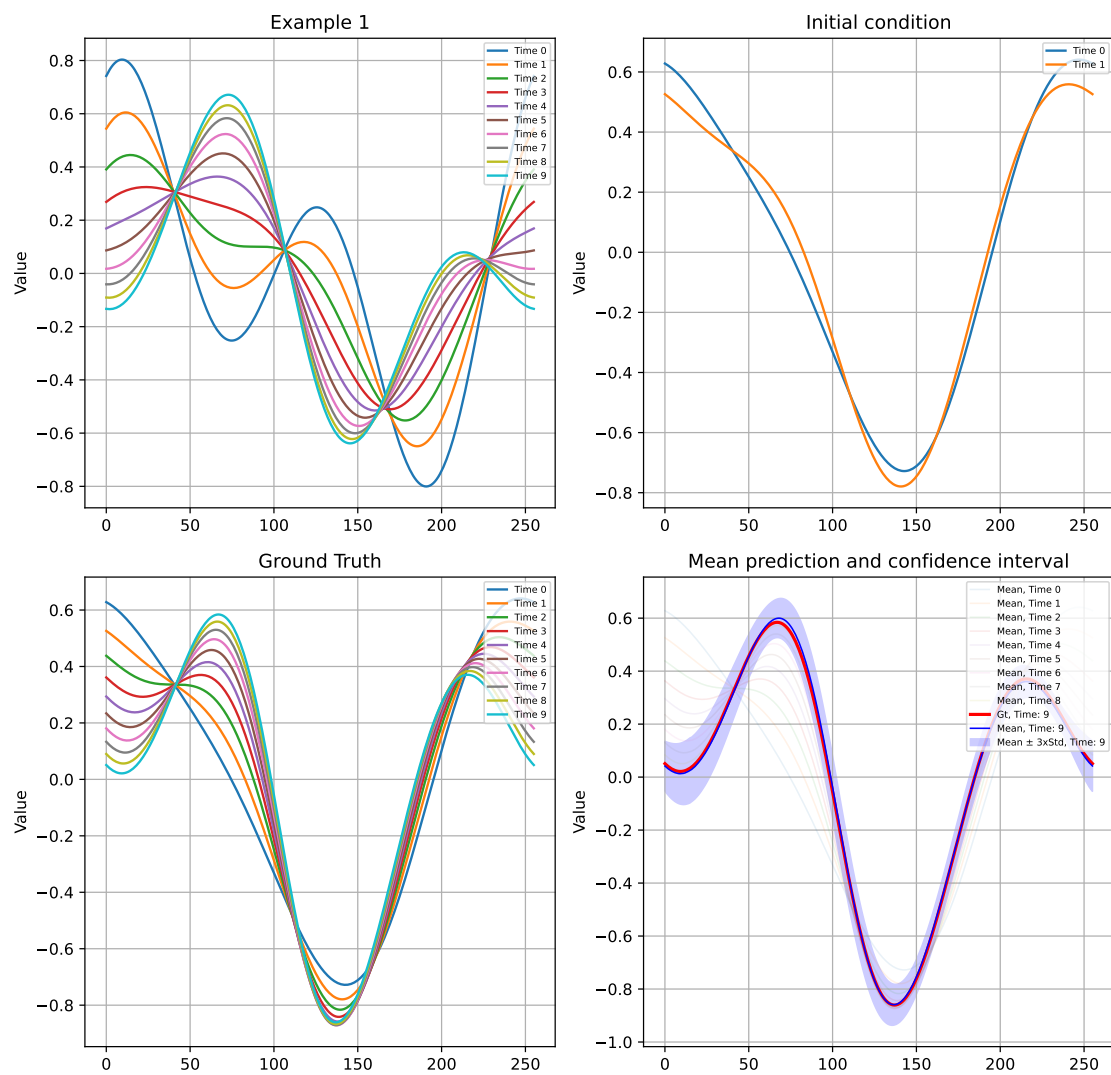 Example 1
Value
0.8
0.6
0.4
0.2
0.0
−0.2
−0.4
−0.6
−0.8
0
50
100
150
200
250
Time 0
Time 1
Time 2
Time 3
Time 4
Time 5
Time 6
Time 7
Time 8
Time 9
Initial condition
Value
0.6
0.4
0.2
0.0
−0.2
−0.4
−0.6
−0.8
0
50
100
150
200
250
Time 0
Time 1
Ground Truth
Value
0.6
0.4
0.2
0.0
−0.2
−0.4
−0.6
−0.8
0
50
100
150
200
250
Time 0
Time 1
Time 2
Time 3
Time 4
Time 5
Time 6
Time 7
Time 8
Time 9
Mean prediction and confidence interval
Value
0.6
0.4
0.2
0.0
−0.2
−0.4
−0.6
−0.8
−1.0
0
50
100
150
200
250
Mean, Time 0
Mean, Time 1
Mean, Time 2
Mean, Time 3
Mean, Time 4
Mean, Time 5
Mean, Time 6
Mean, Time 7
Mean, Time 8
Gt, Time: 9
Mean, Time: 9
Mean ± 3xStd, Time: 9